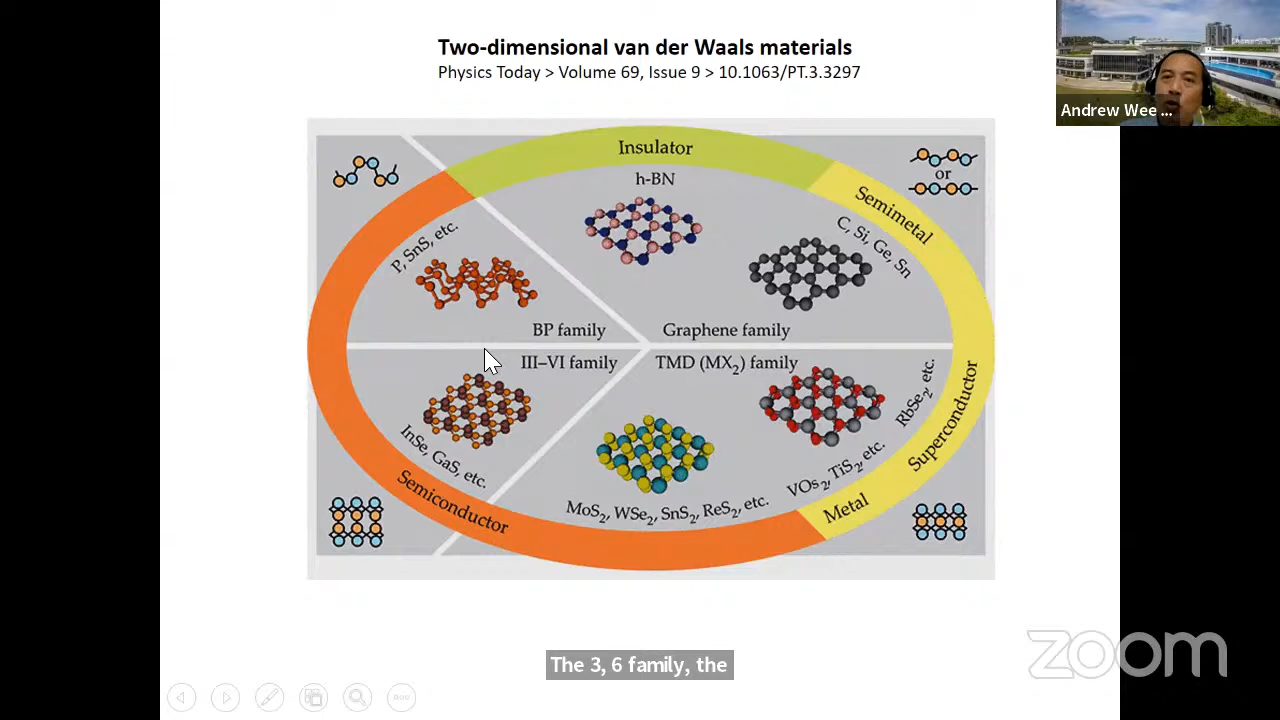 Two-dimensional van der Waals materials
Physics Today > Volume 69, Issue 9 > 10.1063/PT.3.3297
Andrew Wee ...
Insulator
h-BN
or
Semimetal
C, Si, Ge, Sn
P, SnS, etc.
BP family
Graphene family
III–VI family
TMD (MX₂) family
RbSe₂, etc.
Superconductor
InSe, GaS, etc.
VOs₂, TiS₂, etc.
Semiconductor
MoS₂, WSe₂, SnS₂, ReS₂, etc.
Metal
The 3, 6 family, the
zoom